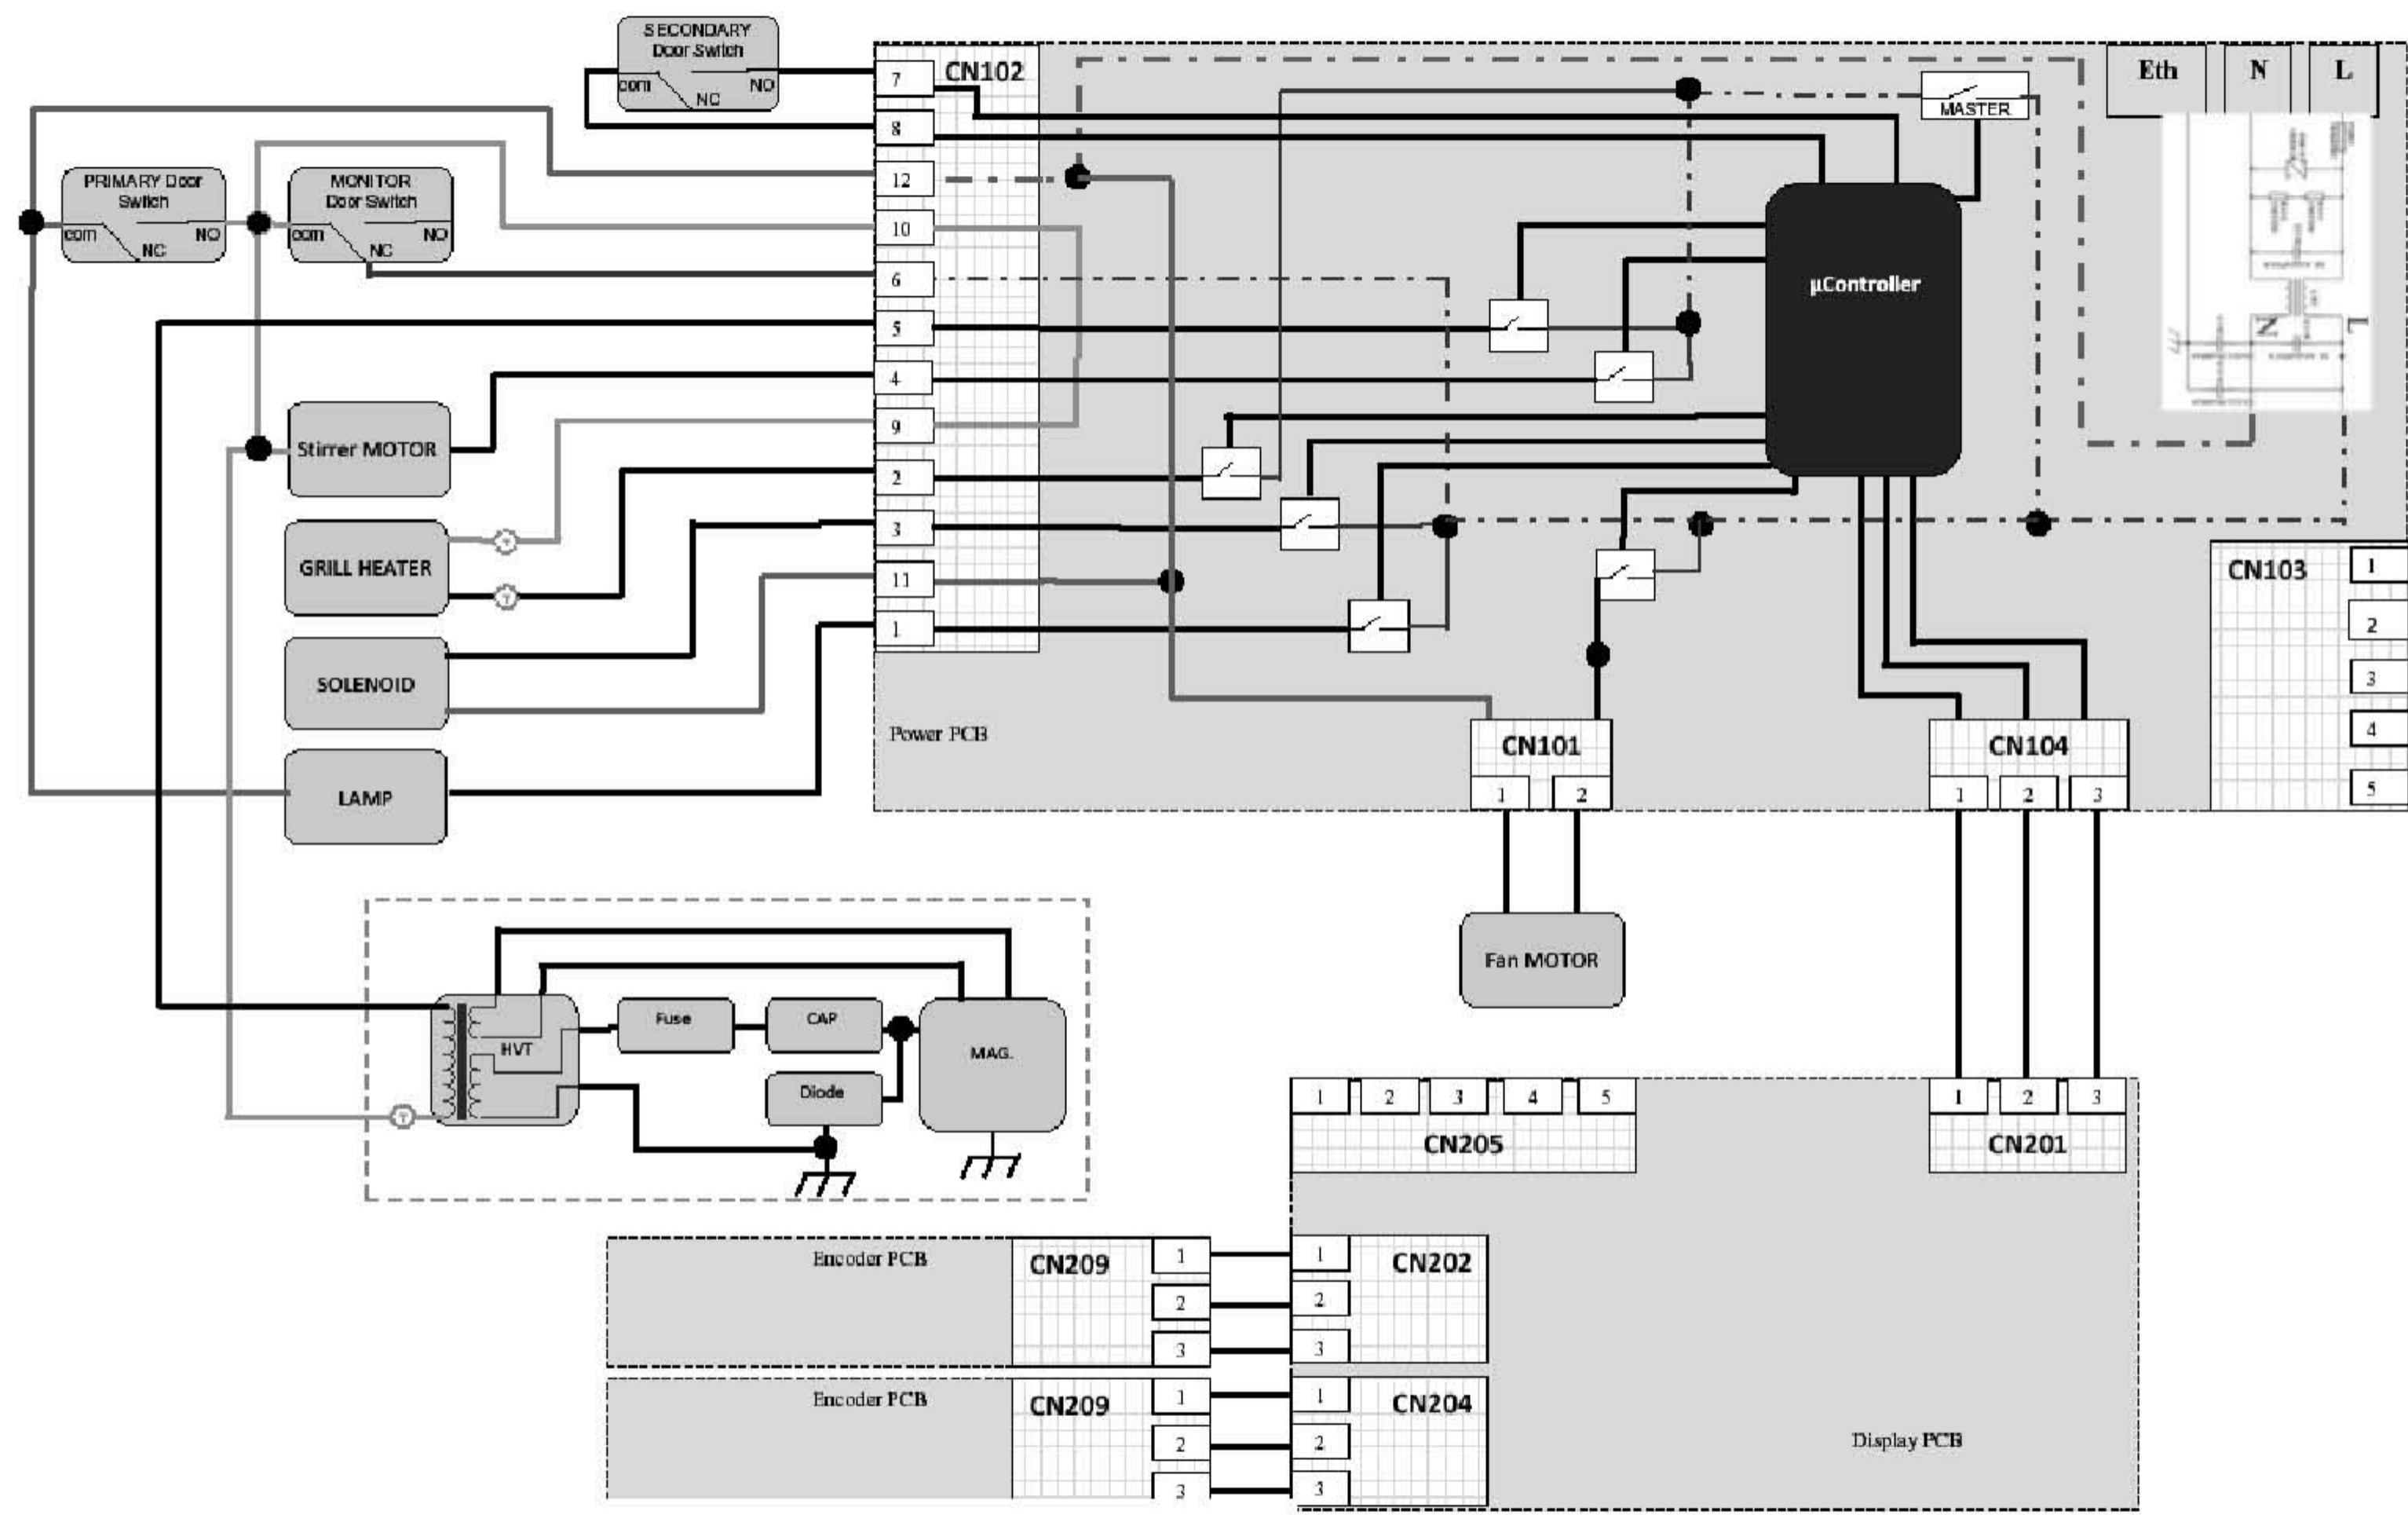 SECONDARY
Door Switch
com
NC
NO
PRIMARY Door
Switch
com
NC
NO
MONITOR
Door Switch
com
NC
NO
CN102
7
8
12
10
6
5
4
9
2
3
11
1
MASTER
Eth
N
L
N
L
µController
Stirrer MOTOR
GRILL HEATER
T
T
SOLENOID
LAMP
Power PCB
CN101
1
2
CN104
1
2
3
CN103
1
2
3
4
5
Fan MOTOR
HVT
T
Fuse
CAP
Diode
MAG.
1
2
3
4
5
CN205
1
2
3
CN201
Encoder PCB
CN209
1
2
3
1
2
3
CN202
Encoder PCB
CN209
1
2
3
1
2
3
CN204
Display PCB